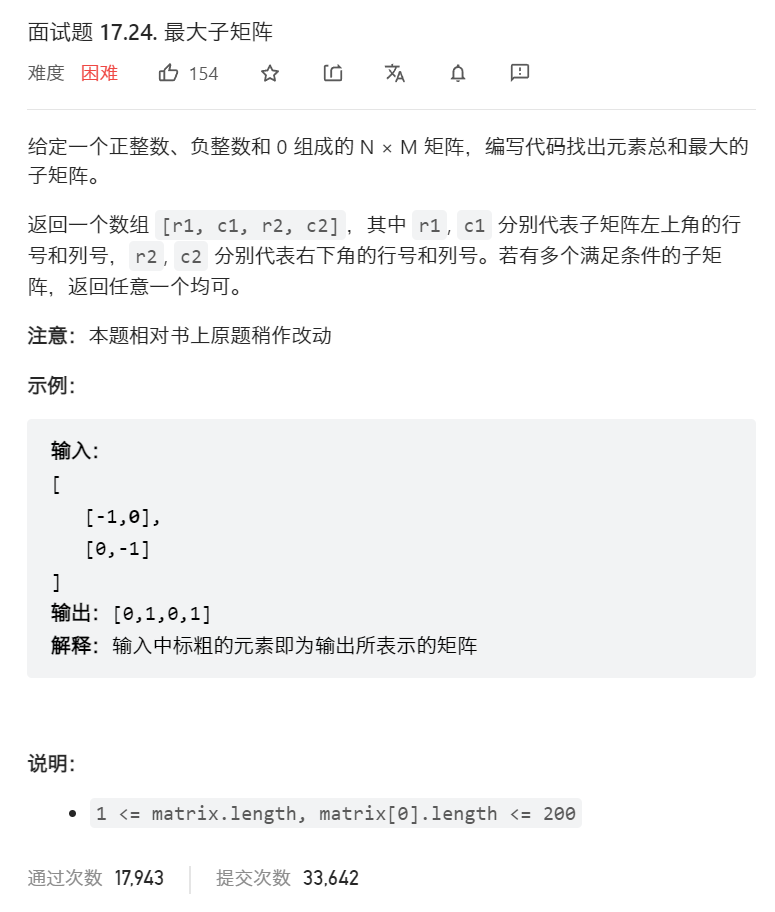 面试题 17.24. 最大子矩阵
难度 困难 154
给定一个正整数、负整数和 0 组成的 N × M 矩阵，编写代码找出元素总和最大的
子矩阵。
返回一个数组 [r1, c1, r2, c2]，其中 r1, c1 分别代表子矩阵左上角的行
号和列号，r2, c2 分别代表右下角的行号和列号。若有多个满足条件的子矩
阵，返回任意一个均可。
注意：本题相对书上原题稍作改动
示例：
输入：
[
[-1,0],
[0,-1]
]
输出：[0,1,0,1]
解释：输入中标粗的元素即为输出所表示的矩阵
说明：
• 1 <= matrix.length, matrix[0].length <= 200
通过次数 17,943 提交次数 33,642